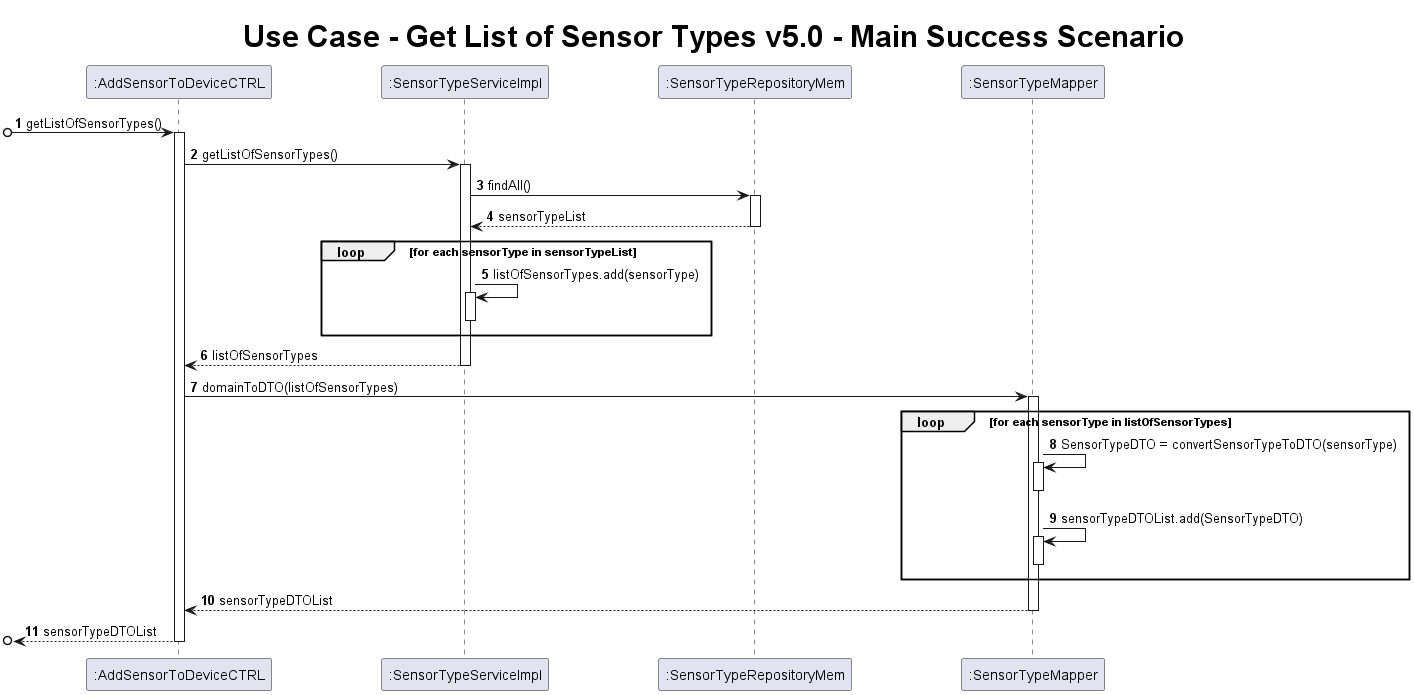 Use Case - Get List of Sensor Types v5.0 - Main Success Scenario
:AddSensorToDeviceCTRL :SensorTypeServiceImpl :SensorTypeRepositoryMem :SensorTypeMapper
1 getListOfSensorTypes()
2 getListOfSensorTypes()
3 findAll()
4 sensorTypeList
loop [for each sensorType in sensorTypeList]
5 listOfSensorTypes.add(sensorType)
6 listOfSensorTypes
7 domainToDTO(listOfSensorTypes)
loop [for each sensorType in listOfSensorTypes]
8 SensorTypeDTO = convertSensorTypeToDTO(sensorType)
9 sensorTypeDTOList.add(SensorTypeDTO)
10 sensorTypeDTOList
11 sensorTypeDTOList
:AddSensorToDeviceCTRL :SensorTypeServiceImpl :SensorTypeRepositoryMem :SensorTypeMapper